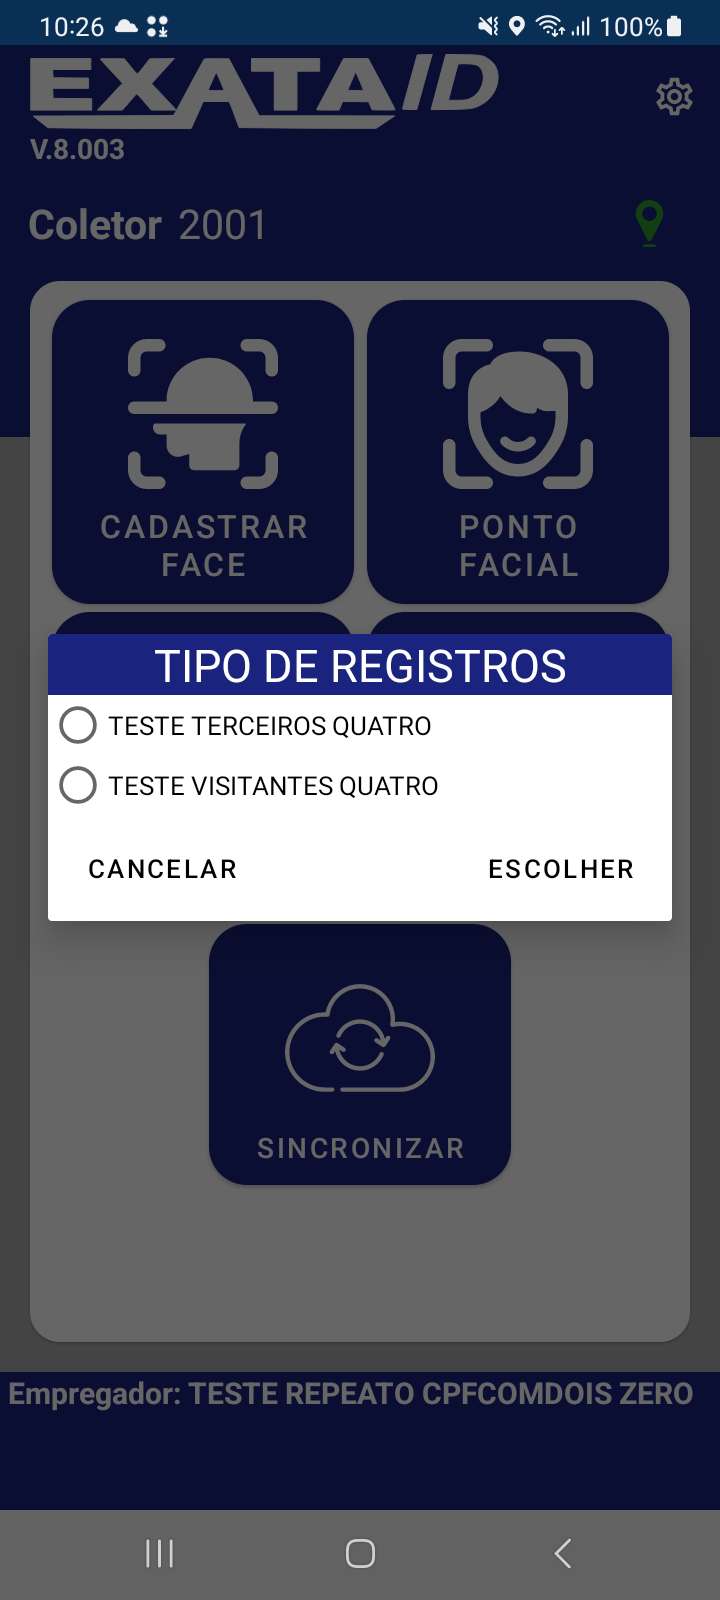 10:26
100%
EXATAID
V.8.003
Coletor 2001
CADASTRAR
FACE
PONTO
FACIAL
TIPO DE REGISTROS
TESTE TERCEIROS QUATRO
TESTE VISITANTES QUATRO
CANCELAR
ESCOLHER
SINCRONIZAR
Empregador: TESTE REPEATO CPFCOMDOIS ZERO